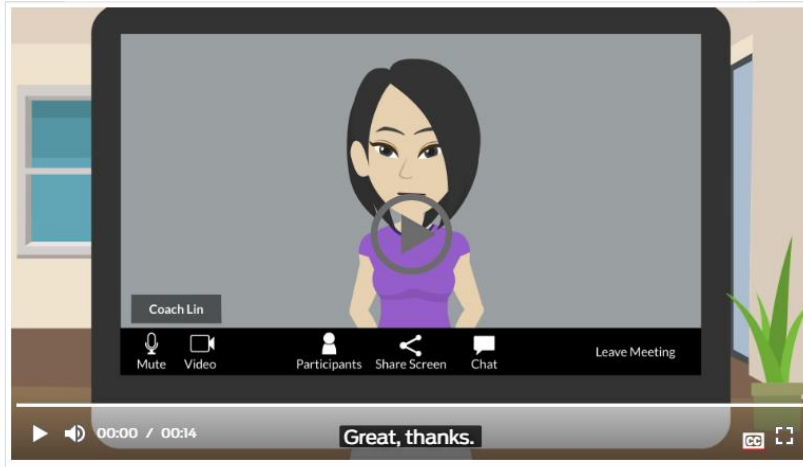 Coach Lin
Mute Video Participants Share Screen Chat Leave Meeting
00:00 / 00:14 Great, thanks. CC